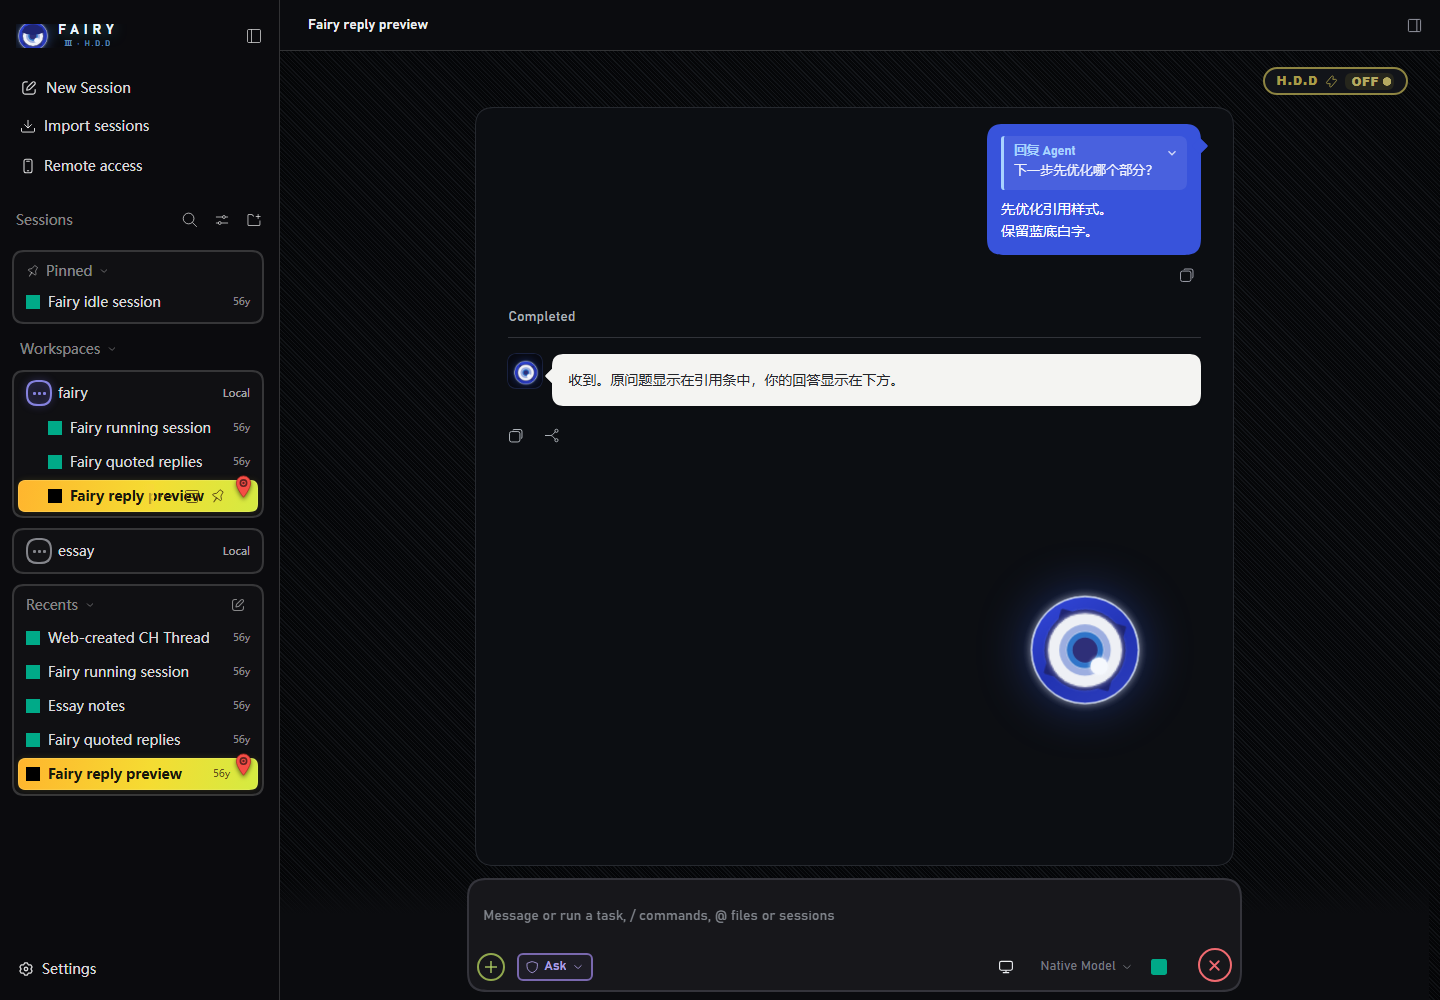 FAIRY
III · H.D.D
New Session
Import sessions
Remote access
Sessions
Pinned
Fairy idle session 56y
Workspaces
fairy Local
Fairy running session 56y
Fairy quoted replies 56y
Fairy reply preview
essay Local
Recents
Web-created CH Thread 56y
Fairy running session 56y
Essay notes 56y
Fairy quoted replies 56y
Fairy reply preview 56y
Settings
Fairy reply preview
H.D.D OFF
回复 Agent
下一步先优化哪个部分？
先优化引用样式。
保留蓝底白字。
Completed
收到。原问题显示在引用条中，你的回答显示在下方。
Message or run a task, / commands, @ files or sessions
Ask
Native Model